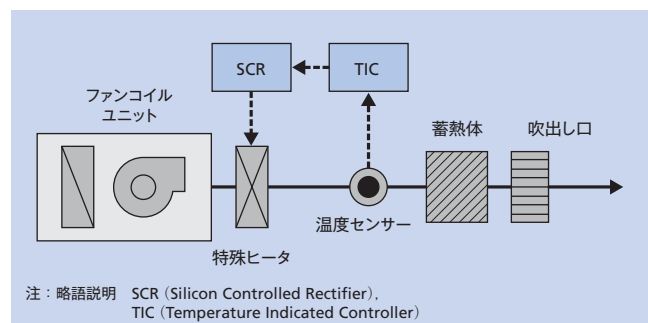 SCR
TIC
ファンコイル
ユニット
蓄熱体
吹出し口
温度センサー
特殊ヒータ
注：略語説明　SCR（Silicon Controlled Rectifier），
TIC（Temperature Indicated Controller）